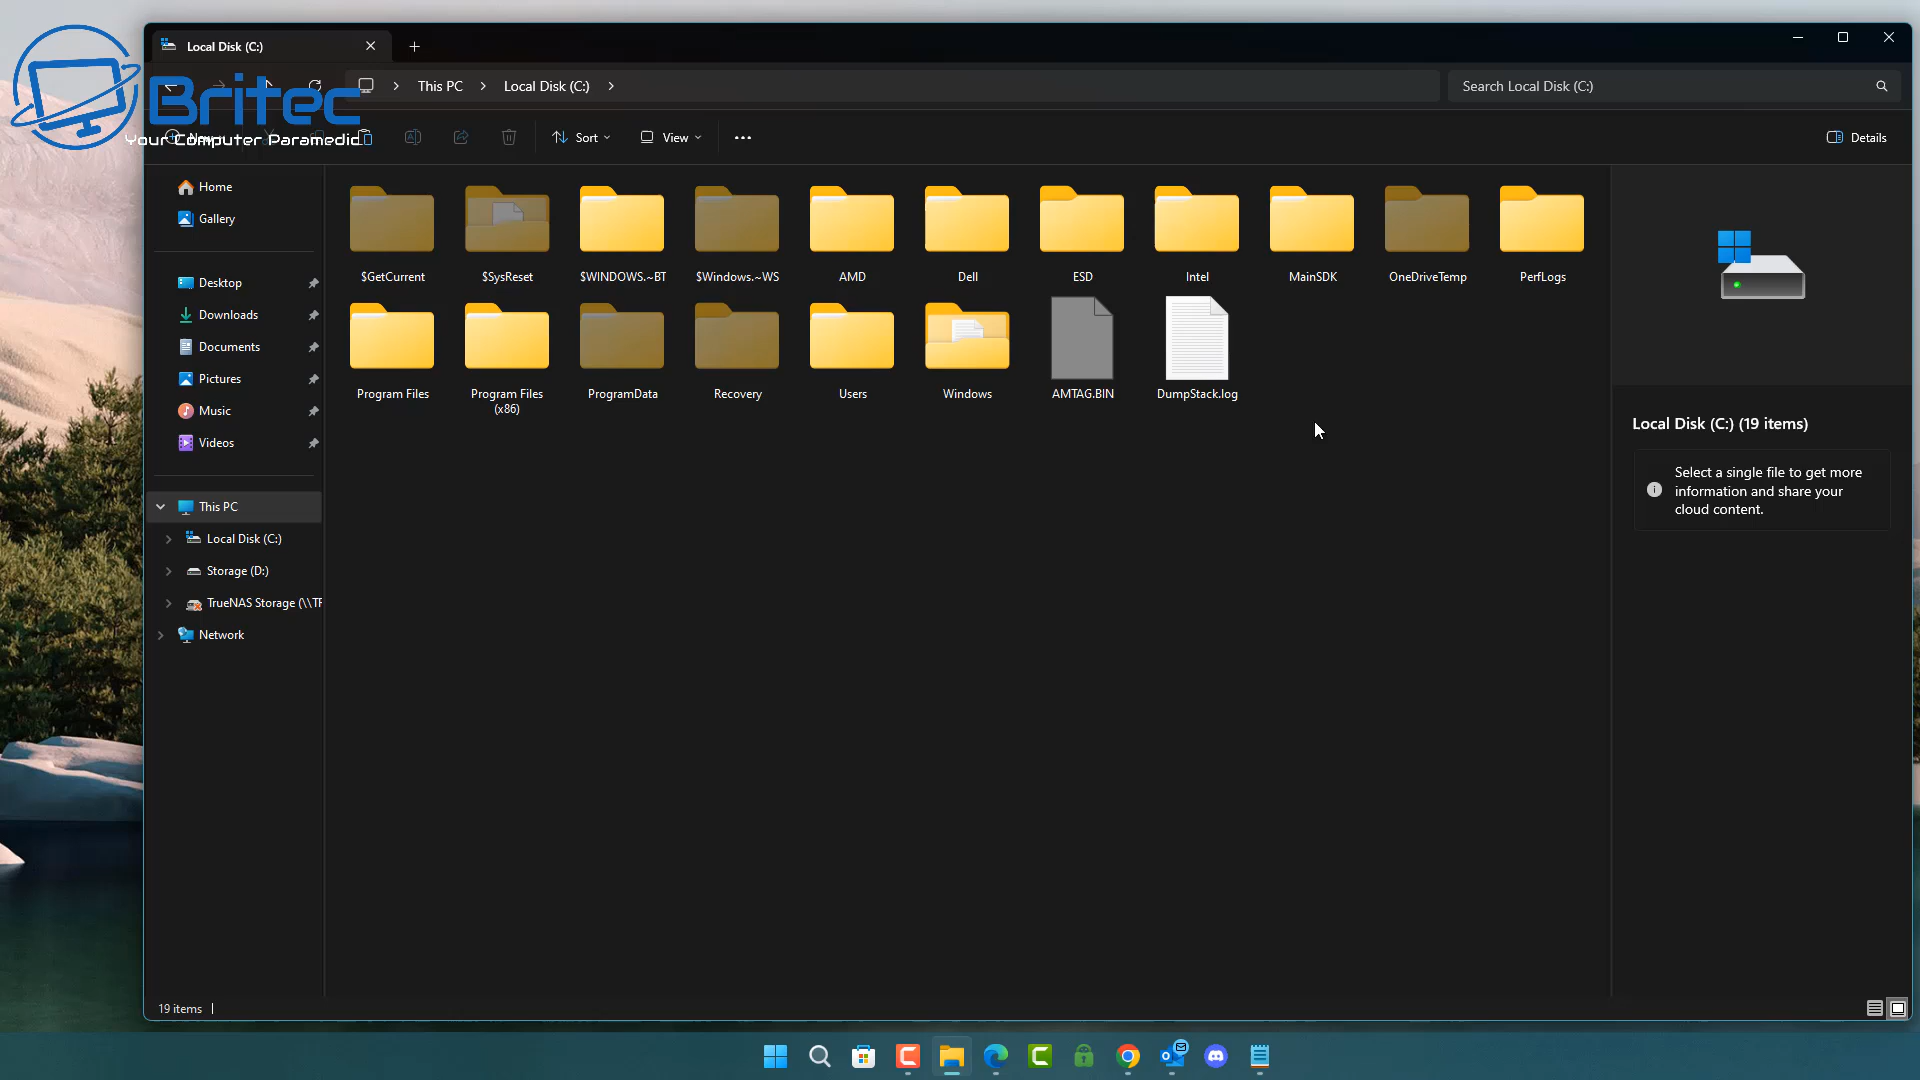 Local Disk (C:)
Britec
Your Computer Paramedic
This PC
Local Disk (C:)
Search Local Disk (C:)
Sort
View
Details
Home
Gallery
Desktop
Downloads
Documents
Pictures
Music
Videos
This PC
Local Disk (C:)
Storage (D:)
TrueNAS Storage (\\TF
Network
$GetCurrent
$SysReset
$WINDOWS.~BT
$Windows.~WS
AMD
Dell
ESD
Intel
MainSDK
OneDriveTemp
PerfLogs
Program Files
Program Files
(x86)
ProgramData
Recovery
Users
Windows
AMTAG.BIN
DumpStack.log
Local Disk (C:) (19 items)
Select a single file to get more
information and share your
cloud content.
19 items